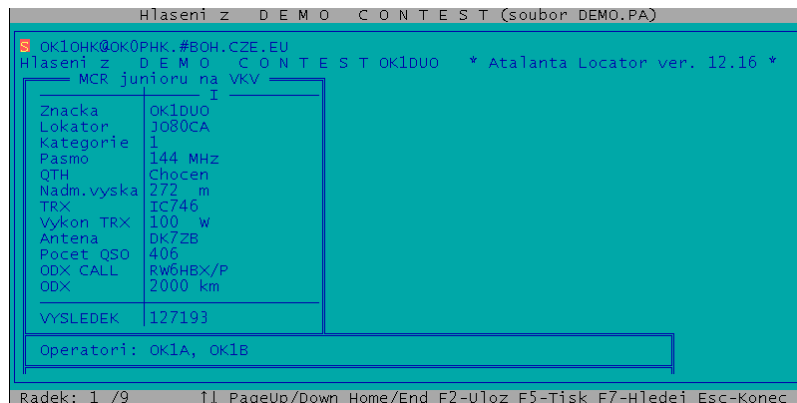 Hlaseni z D E M O C O N T E S T (soubor DEMO.PA)
S OK1OHK@OK0PHK.#BOH.CZE.EU
Hlaseni z D E M O C O N T E S T OK1DUO * Atalanta Locator ver. 12.16 *
MCR junioru na VKV
I
Znacka OK1DUO
Lokator JO80CA
Kategorie 1
Pasmo 144 MHz
QTH Chocen
Nadm.vyska 272 m
TRX IC746
Vykon TRX 100 W
Antena DK7ZB
Pocet QSO 406
ODX CALL RW6HBX/P
ODX 2000 km
VYSLEDEK 127193
Operatori: OK1A, OK1B
Radek: 1 /9 ↑↓ PageUp/Down Home/End F2-Uloz F5-Tisk F7-Hledej Esc-Konec